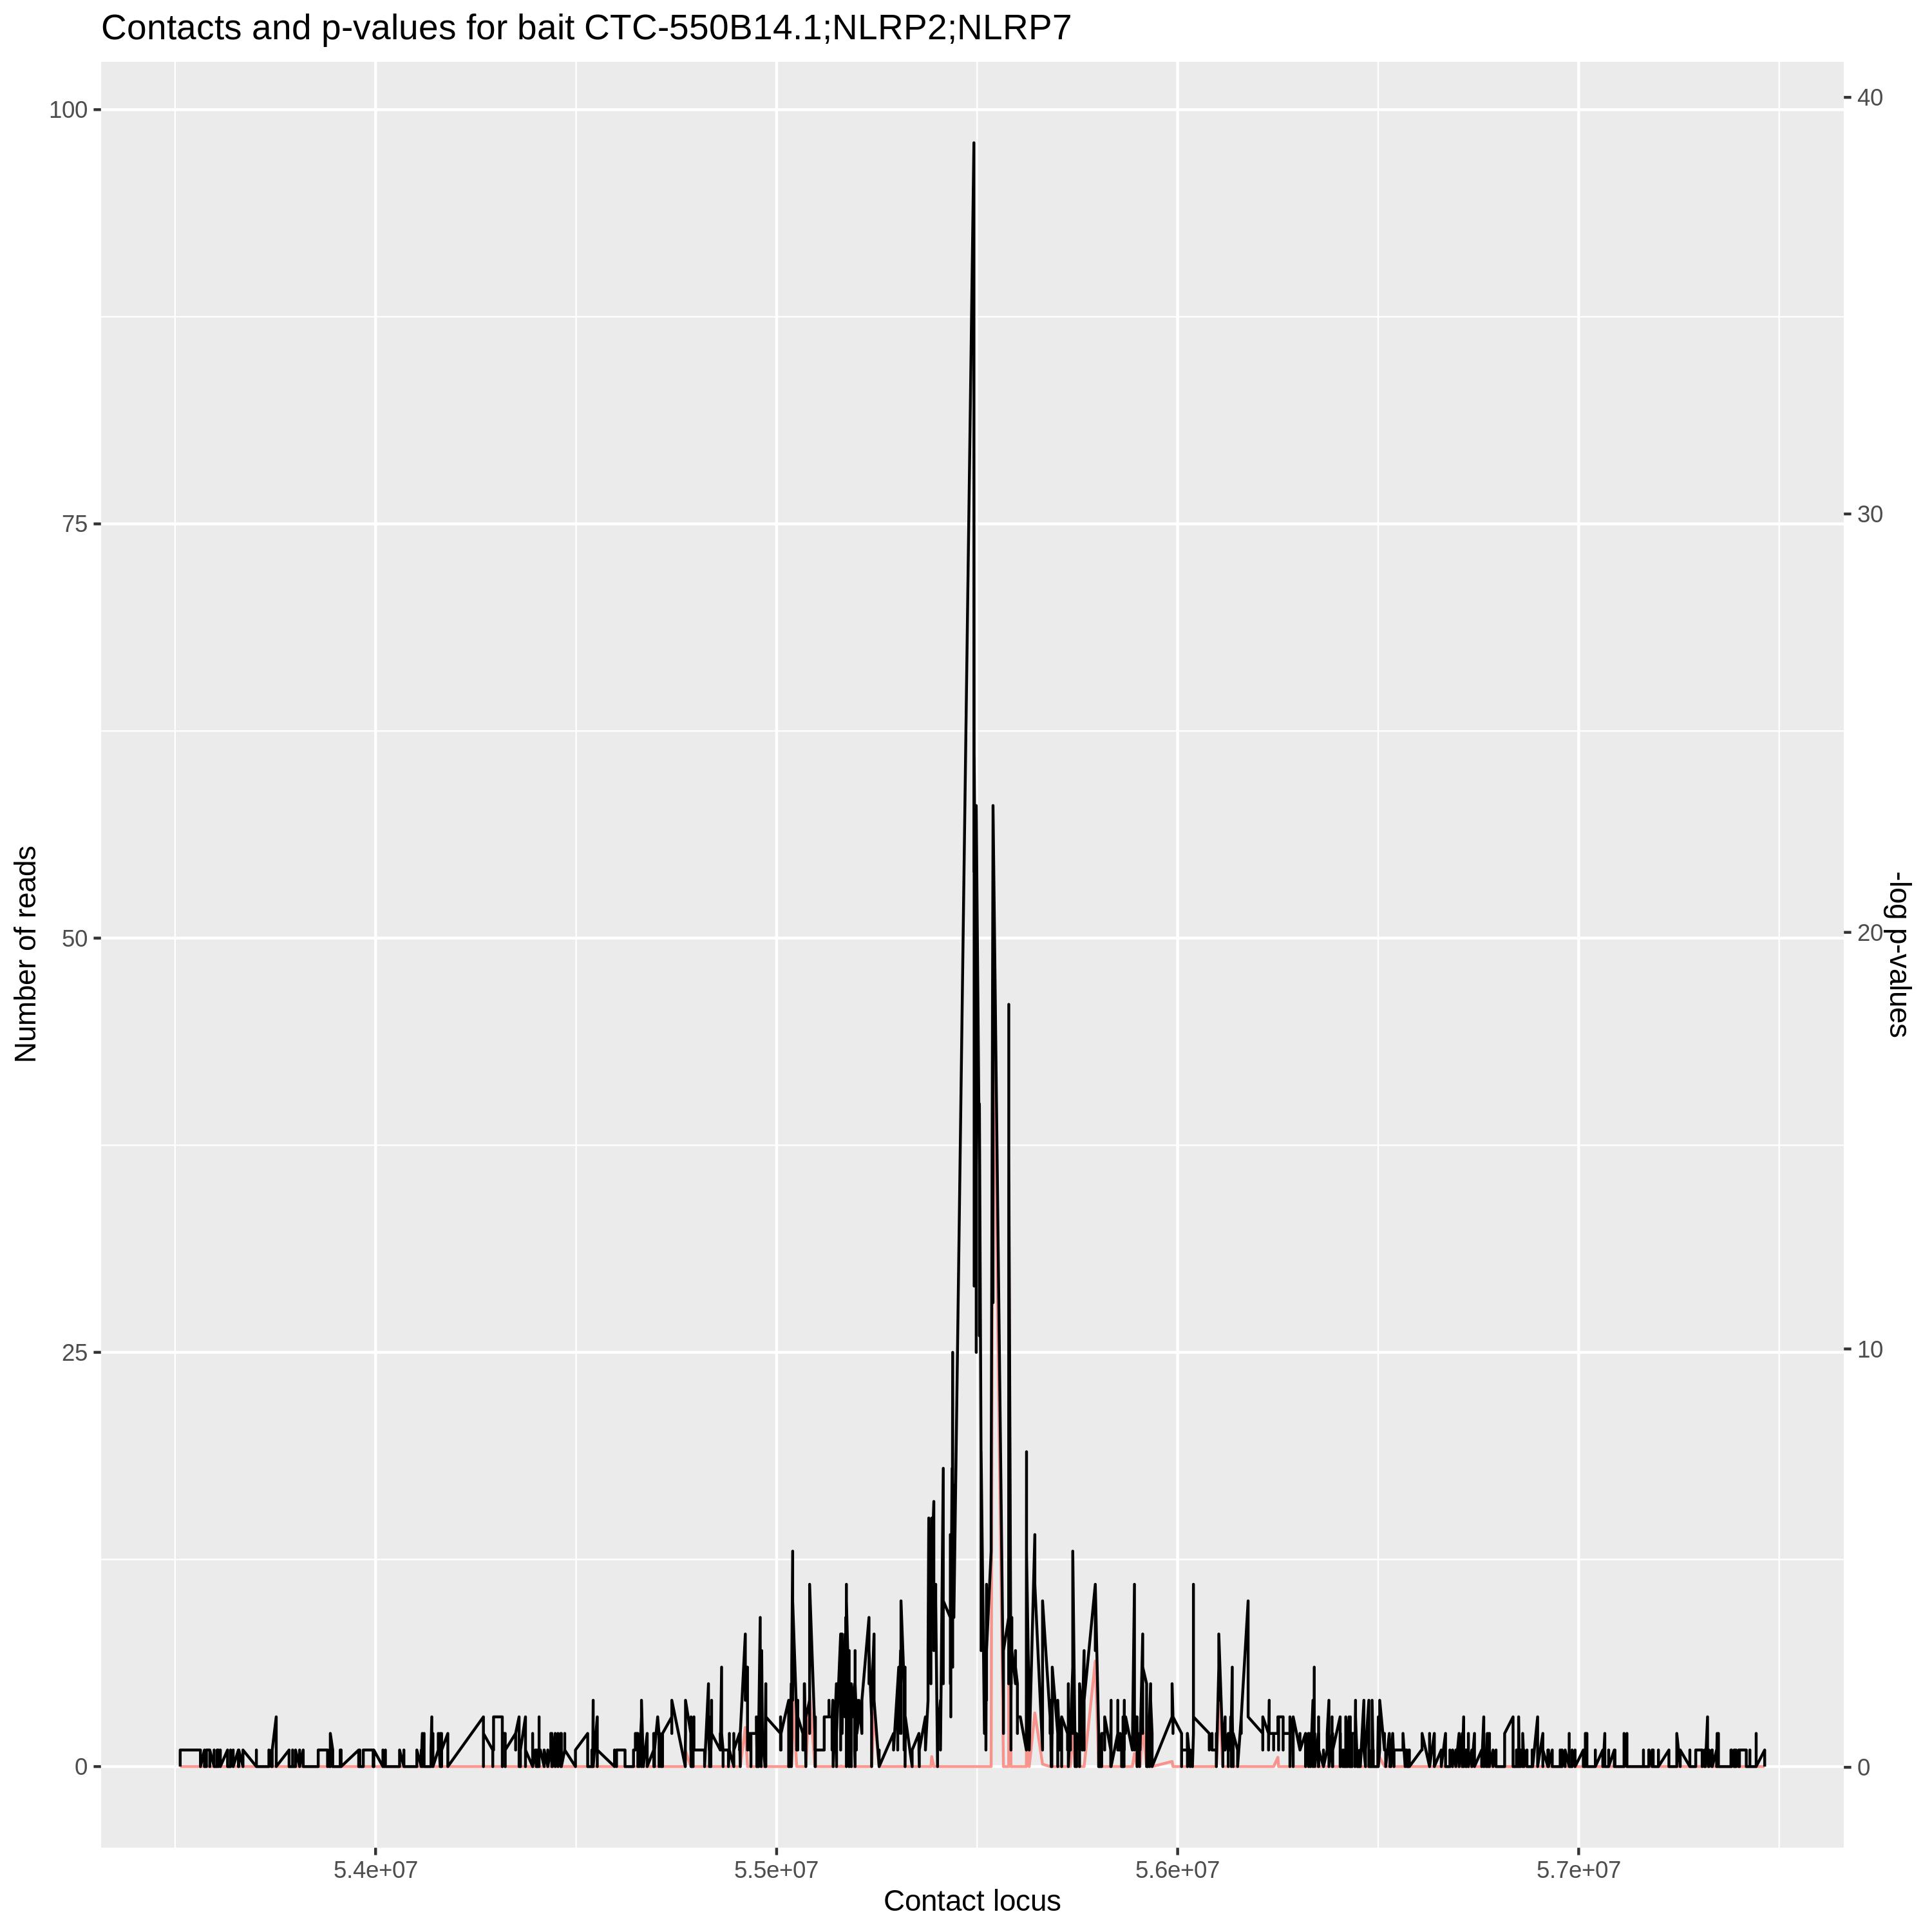 Contacts and p-values for bait CTC-550B14.1;NLRP2;NLRP7
100
75
50
25
0
Number of reads
40
30
20
10
0
-log p-values
5.4e+07
5.5e+07
5.6e+07
5.7e+07
Contact locus